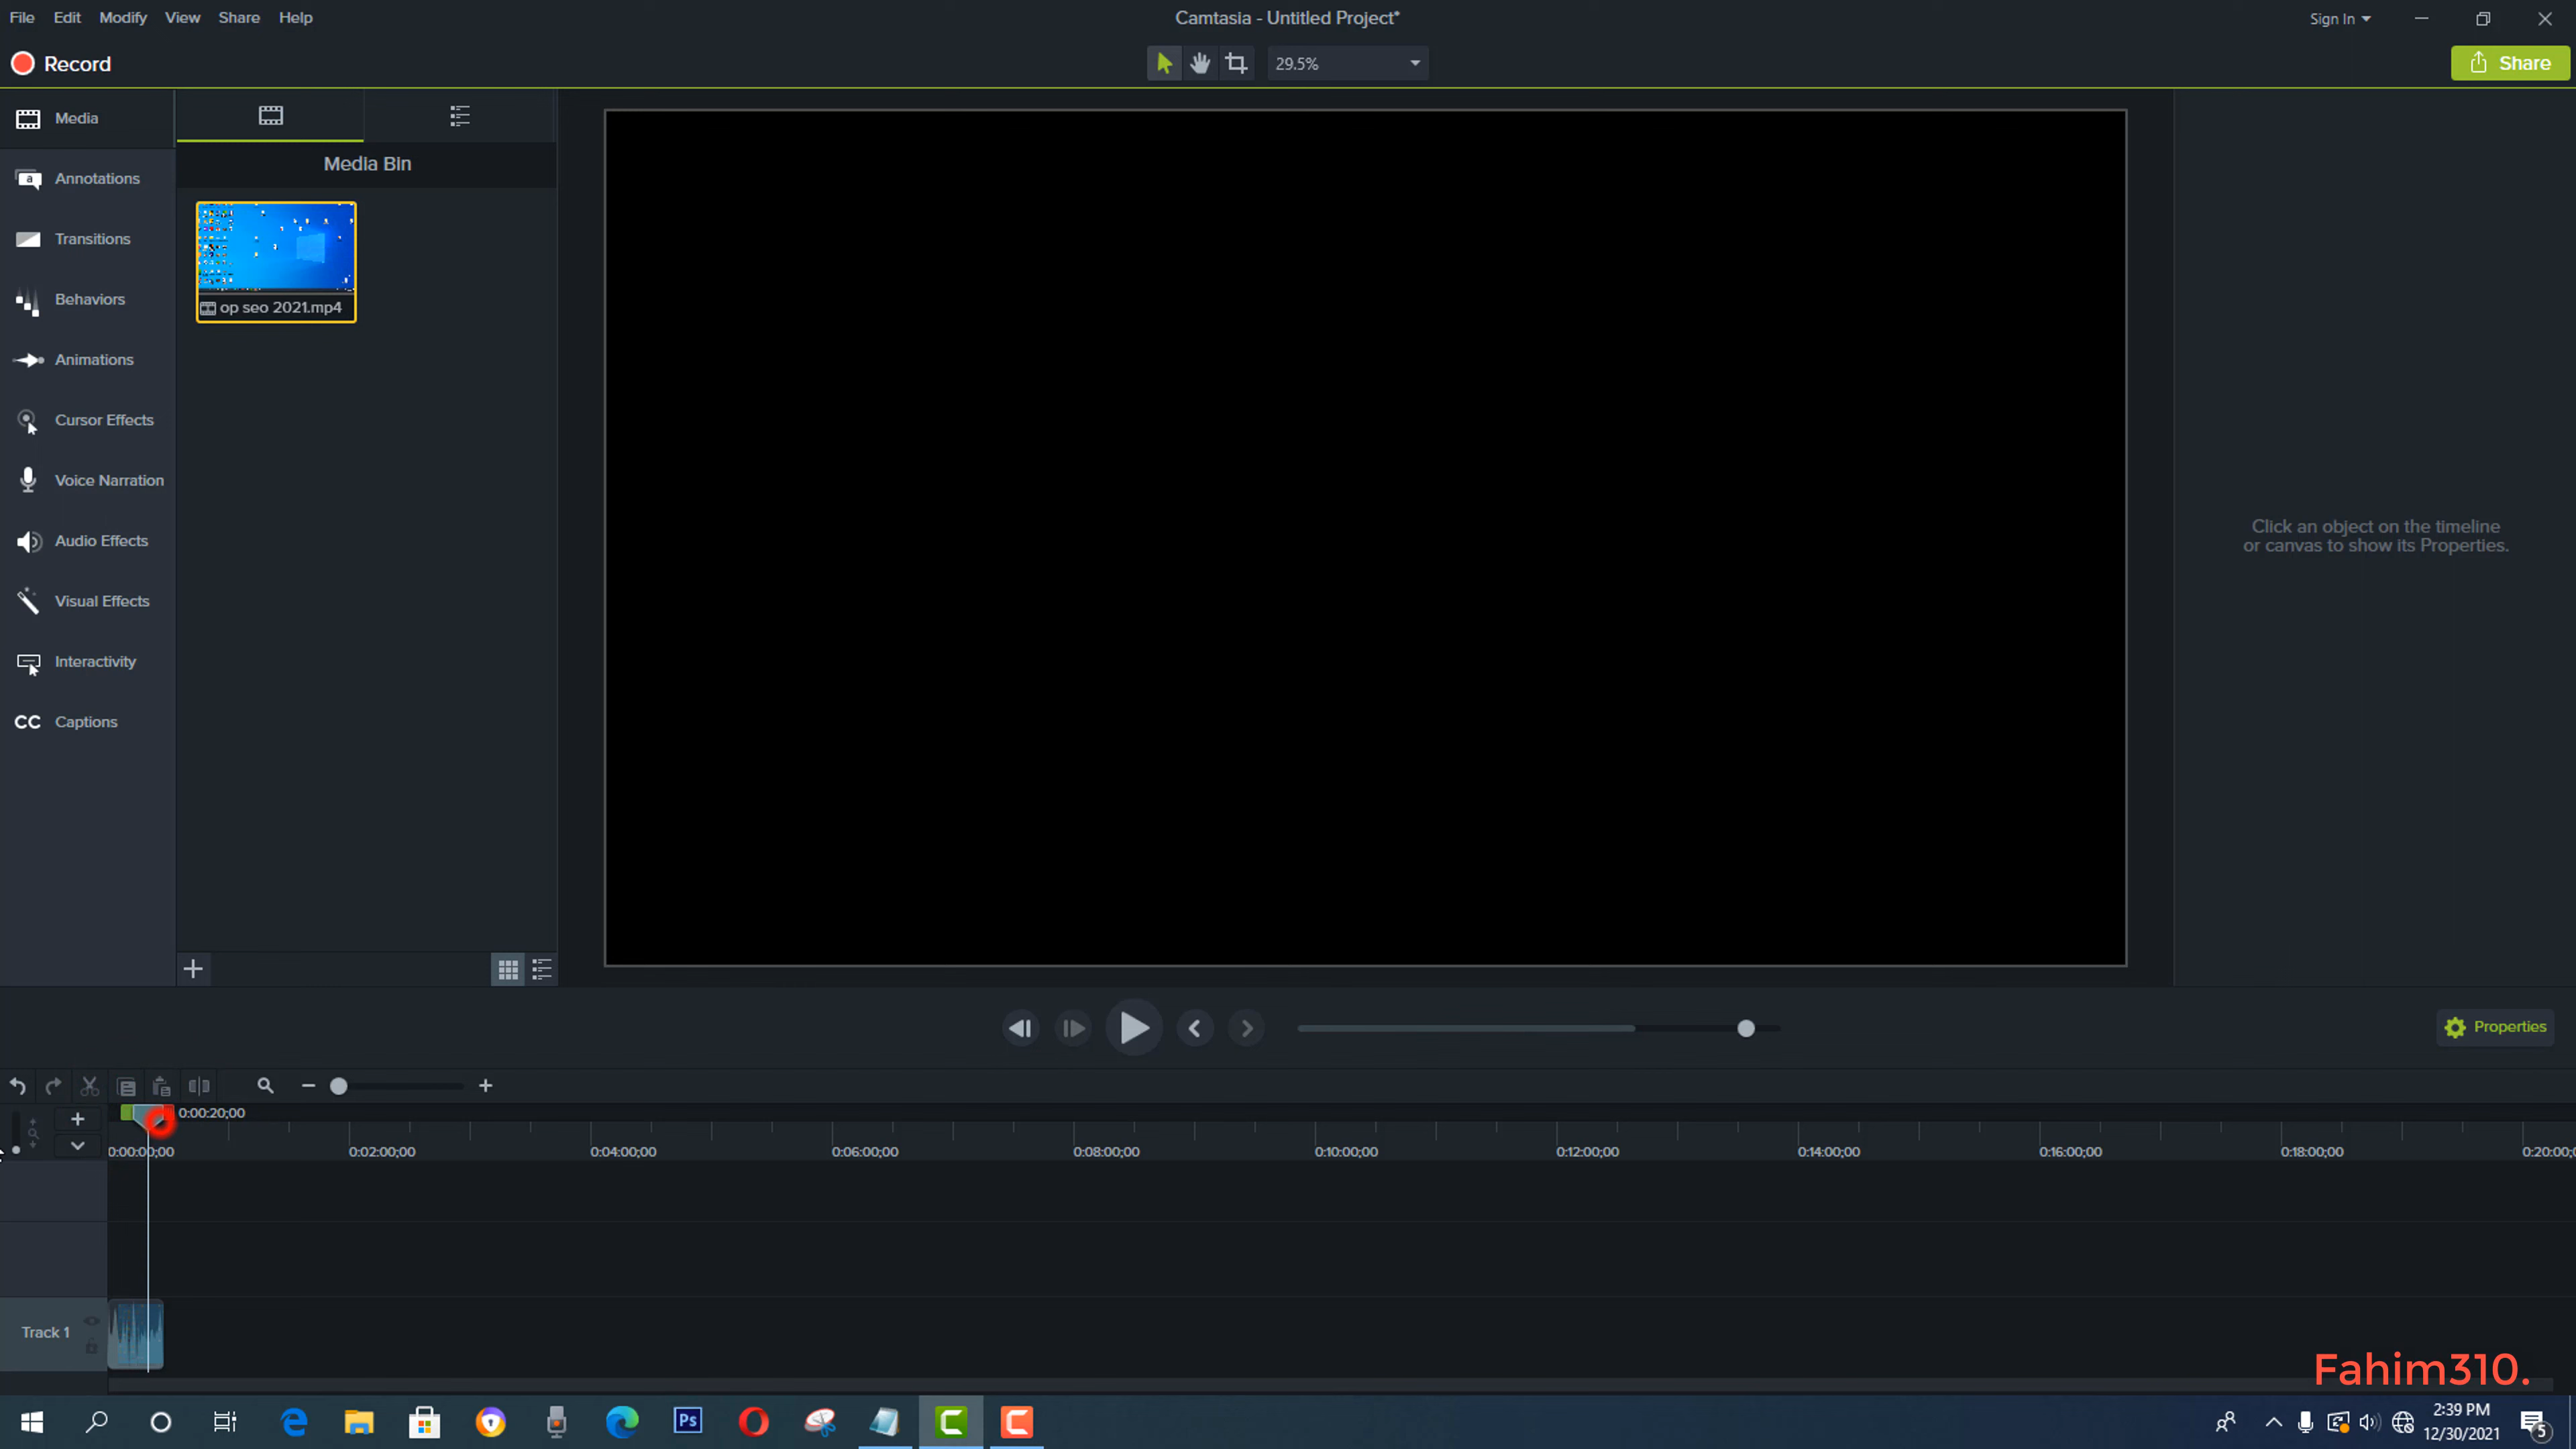 File Edit Modify View Share Help
Camtasia - Untitled Project*
Sign In
Record
29.5%
Share
Media
Annotations
Transitions
Behaviors
Animations
Cursor Effects
Voice Narration
Audio Effects
Visual Effects
Interactivity
CC Captions
Media Bin
op seo 2021.mp4
Click an object on the timeline
or canvas to show its Properties.
Properties
0:00:20;00
0:00:00;00 0:02:00;00 0:04:00;00 0:06:00;00 0:08:00;00 0:10:00;00 0:12:00;00 0:14:00;00 0:16:00;00 0:18:00;00
Track 1
Fahim310.
Ps
2:39 PM
12/30/2021
5